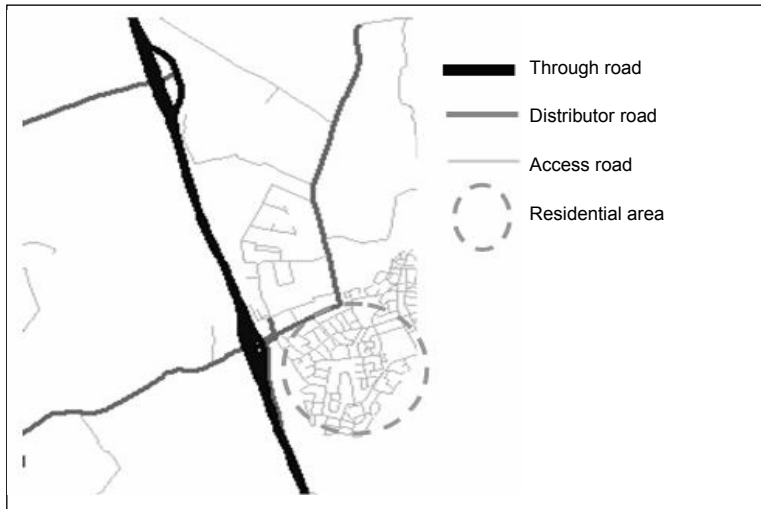 Through road
Distributor road
Access road
Residential area